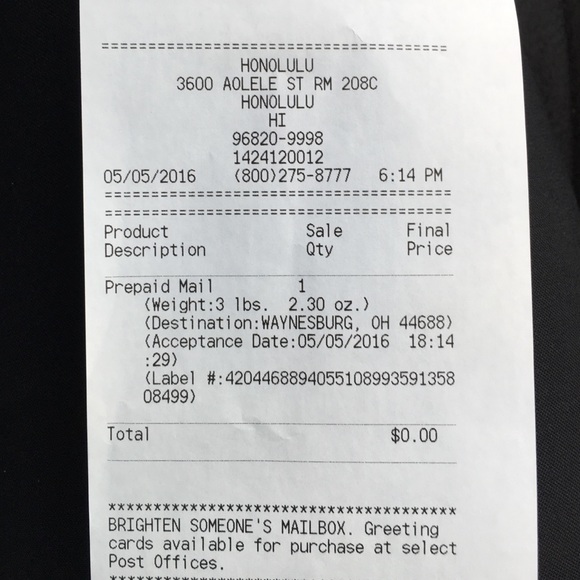 ======================================
HONOLULU
3600 AOLELE ST RM 208C
HONOLULU
HI
96820-9998
1424120012
05/05/2016 (800)275-8777 6:14 PM
======================================
======================================
Product Sale Final
Description Qty Price
Prepaid Mail 1
(Weight:3 lbs. 2.30 oz.)
(Destination:WAYNESBURG, OH 44688)
(Acceptance Date:05/05/2016 18:14
:29)
(Label #:42044688940551089935913​58
08499)
Total $0.00
**************************************
BRIGHTEN SOMEONE'S MAILBOX. Greeting
cards available for purchase at select
Post Offices.
**************************************